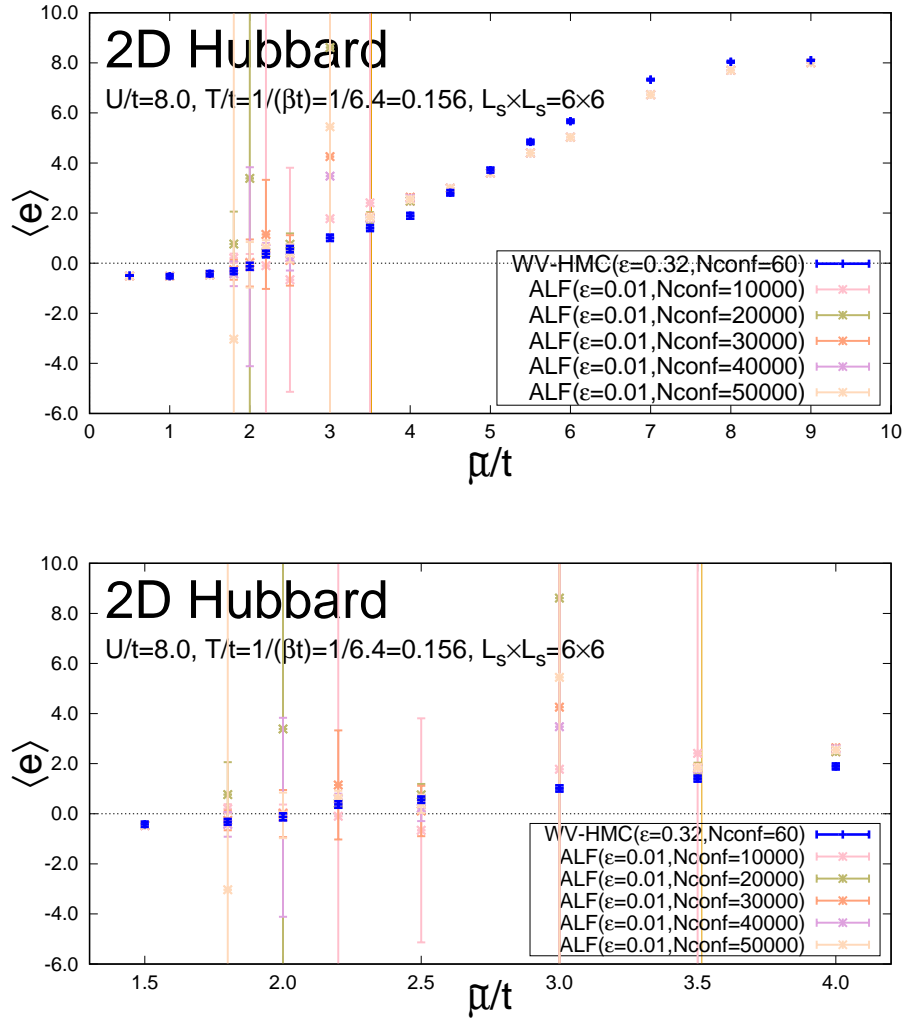 2D Hubbard
U/t=8.0, T/t=1/(βt)=1/6.4=0.156, Ls×Ls=6×6
10.0
8.0
6.0
4.0
2.0
0.0
-2.0
-4.0
-6.0
⟨e⟩
WV-HMC(ε=0.32,Nconf=60)
ALF(ε=0.01,Nconf=10000)
ALF(ε=0.01,Nconf=20000)
ALF(ε=0.01,Nconf=30000)
ALF(ε=0.01,Nconf=40000)
ALF(ε=0.01,Nconf=50000)
0 1 2 3 4 5 6 7 8 9 10
μ̃/t
2D Hubbard
U/t=8.0, T/t=1/(βt)=1/6.4=0.156, Ls×Ls=6×6
10.0
8.0
6.0
4.0
2.0
0.0
-2.0
-4.0
-6.0
⟨e⟩
WV-HMC(ε=0.32,Nconf=60)
ALF(ε=0.01,Nconf=10000)
ALF(ε=0.01,Nconf=20000)
ALF(ε=0.01,Nconf=30000)
ALF(ε=0.01,Nconf=40000)
ALF(ε=0.01,Nconf=50000)
1.5 2.0 2.5 3.0 3.5 4.0
μ̃/t